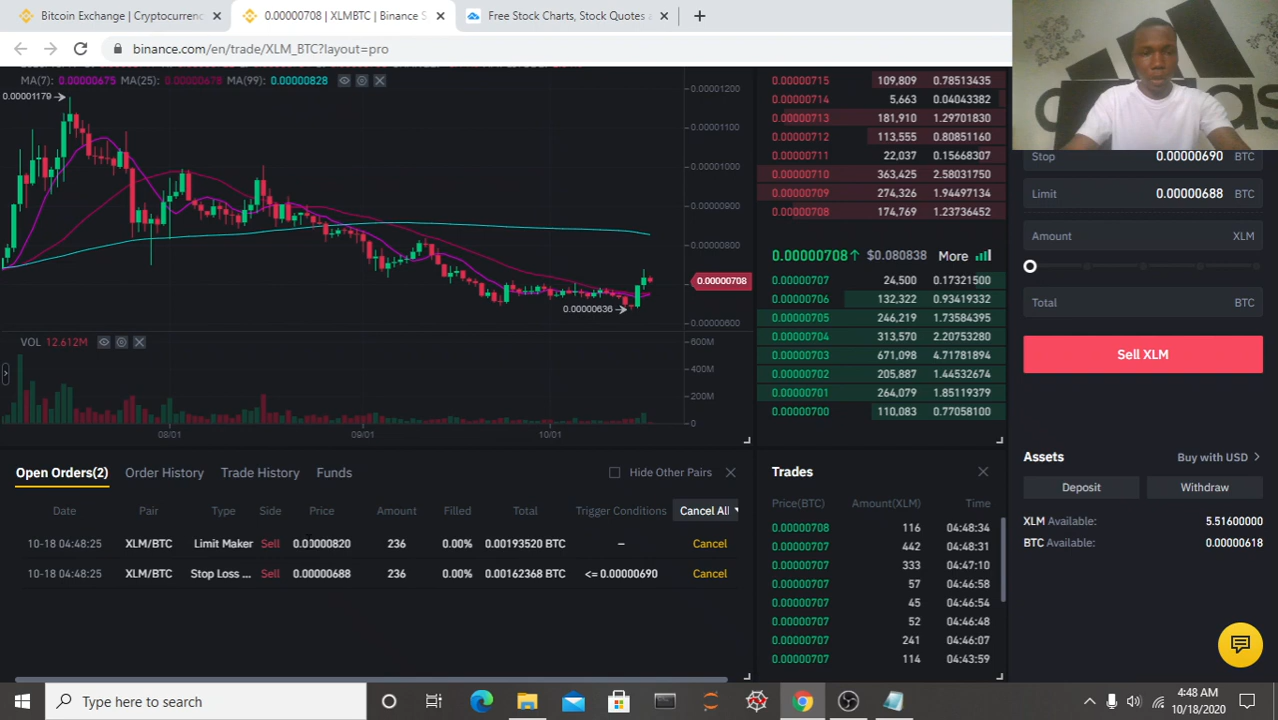 Bitcoin Exchange | Cryptocurrenc
0.00000708 | XLMBTC | Binance S
Free Stock Charts, Stock Quotes a
binance.com/en/trade/XLM_BTC?layout=pro
MA(7): 0.00000675 MA(25): 0.00000678 MA(99): 0.00000828
0.00001179
0.00001200
0.00001100
0.00001000
0.00000900
0.00000800
0.00000708
0.00000636
0.00000600
VOL 12.612M
600M
400M
200M
0
08/01 09/01 10/01
0.00000715 109,809 0.78513435
0.00000714 5,663 0.04043382
0.00000713 181,910 1.29701830
0.00000712 113,555 0.80851160
0.00000711 22,037 0.15668307
0.00000710 363,425 2.58031750
0.00000709 274,326 1.94497134
0.00000708 174,769 1.23736452
0.00000708↑ $0.080838 More
0.00000707 24,500 0.17321500
0.00000706 132,322 0.93419332
0.00000705 246,219 1.73584395
0.00000704 313,570 2.20753280
0.00000703 671,098 4.71781894
0.00000702 205,887 1.44532674
0.00000701 264,079 1.85119379
0.00000700 110,083 0.77058100
Stop 0.00000690 BTC
Limit 0.00000688 BTC
Amount XLM
Total BTC
Sell XLM
Assets Buy with USD
Deposit Withdraw
XLM Available: 5.51600000
BTC Available: 0.00000618
Open Orders(2) Order History Trade History Funds Hide Other Pairs
Date Pair Type Side Price Amount Filled Total Trigger Conditions Cancel All
10-18 04:48:25 XLM/BTC Limit Maker Sell 0.00000820 236 0.00% 0.00193520 BTC – Cancel
10-18 04:48:25 XLM/BTC Stop Loss ... Sell 0.00000688 236 0.00% 0.00162368 BTC <= 0.00000690 Cancel
Trades
Price(BTC) Amount(XLM) Time
0.00000708 116 04:48:34
0.00000707 442 04:48:31
0.00000707 333 04:47:10
0.00000707 57 04:46:58
0.00000707 45 04:46:54
0.00000707 52 04:46:48
0.00000707 241 04:46:07
0.00000707 114 04:43:59
Type here to search
4:48 AM
10/18/2020